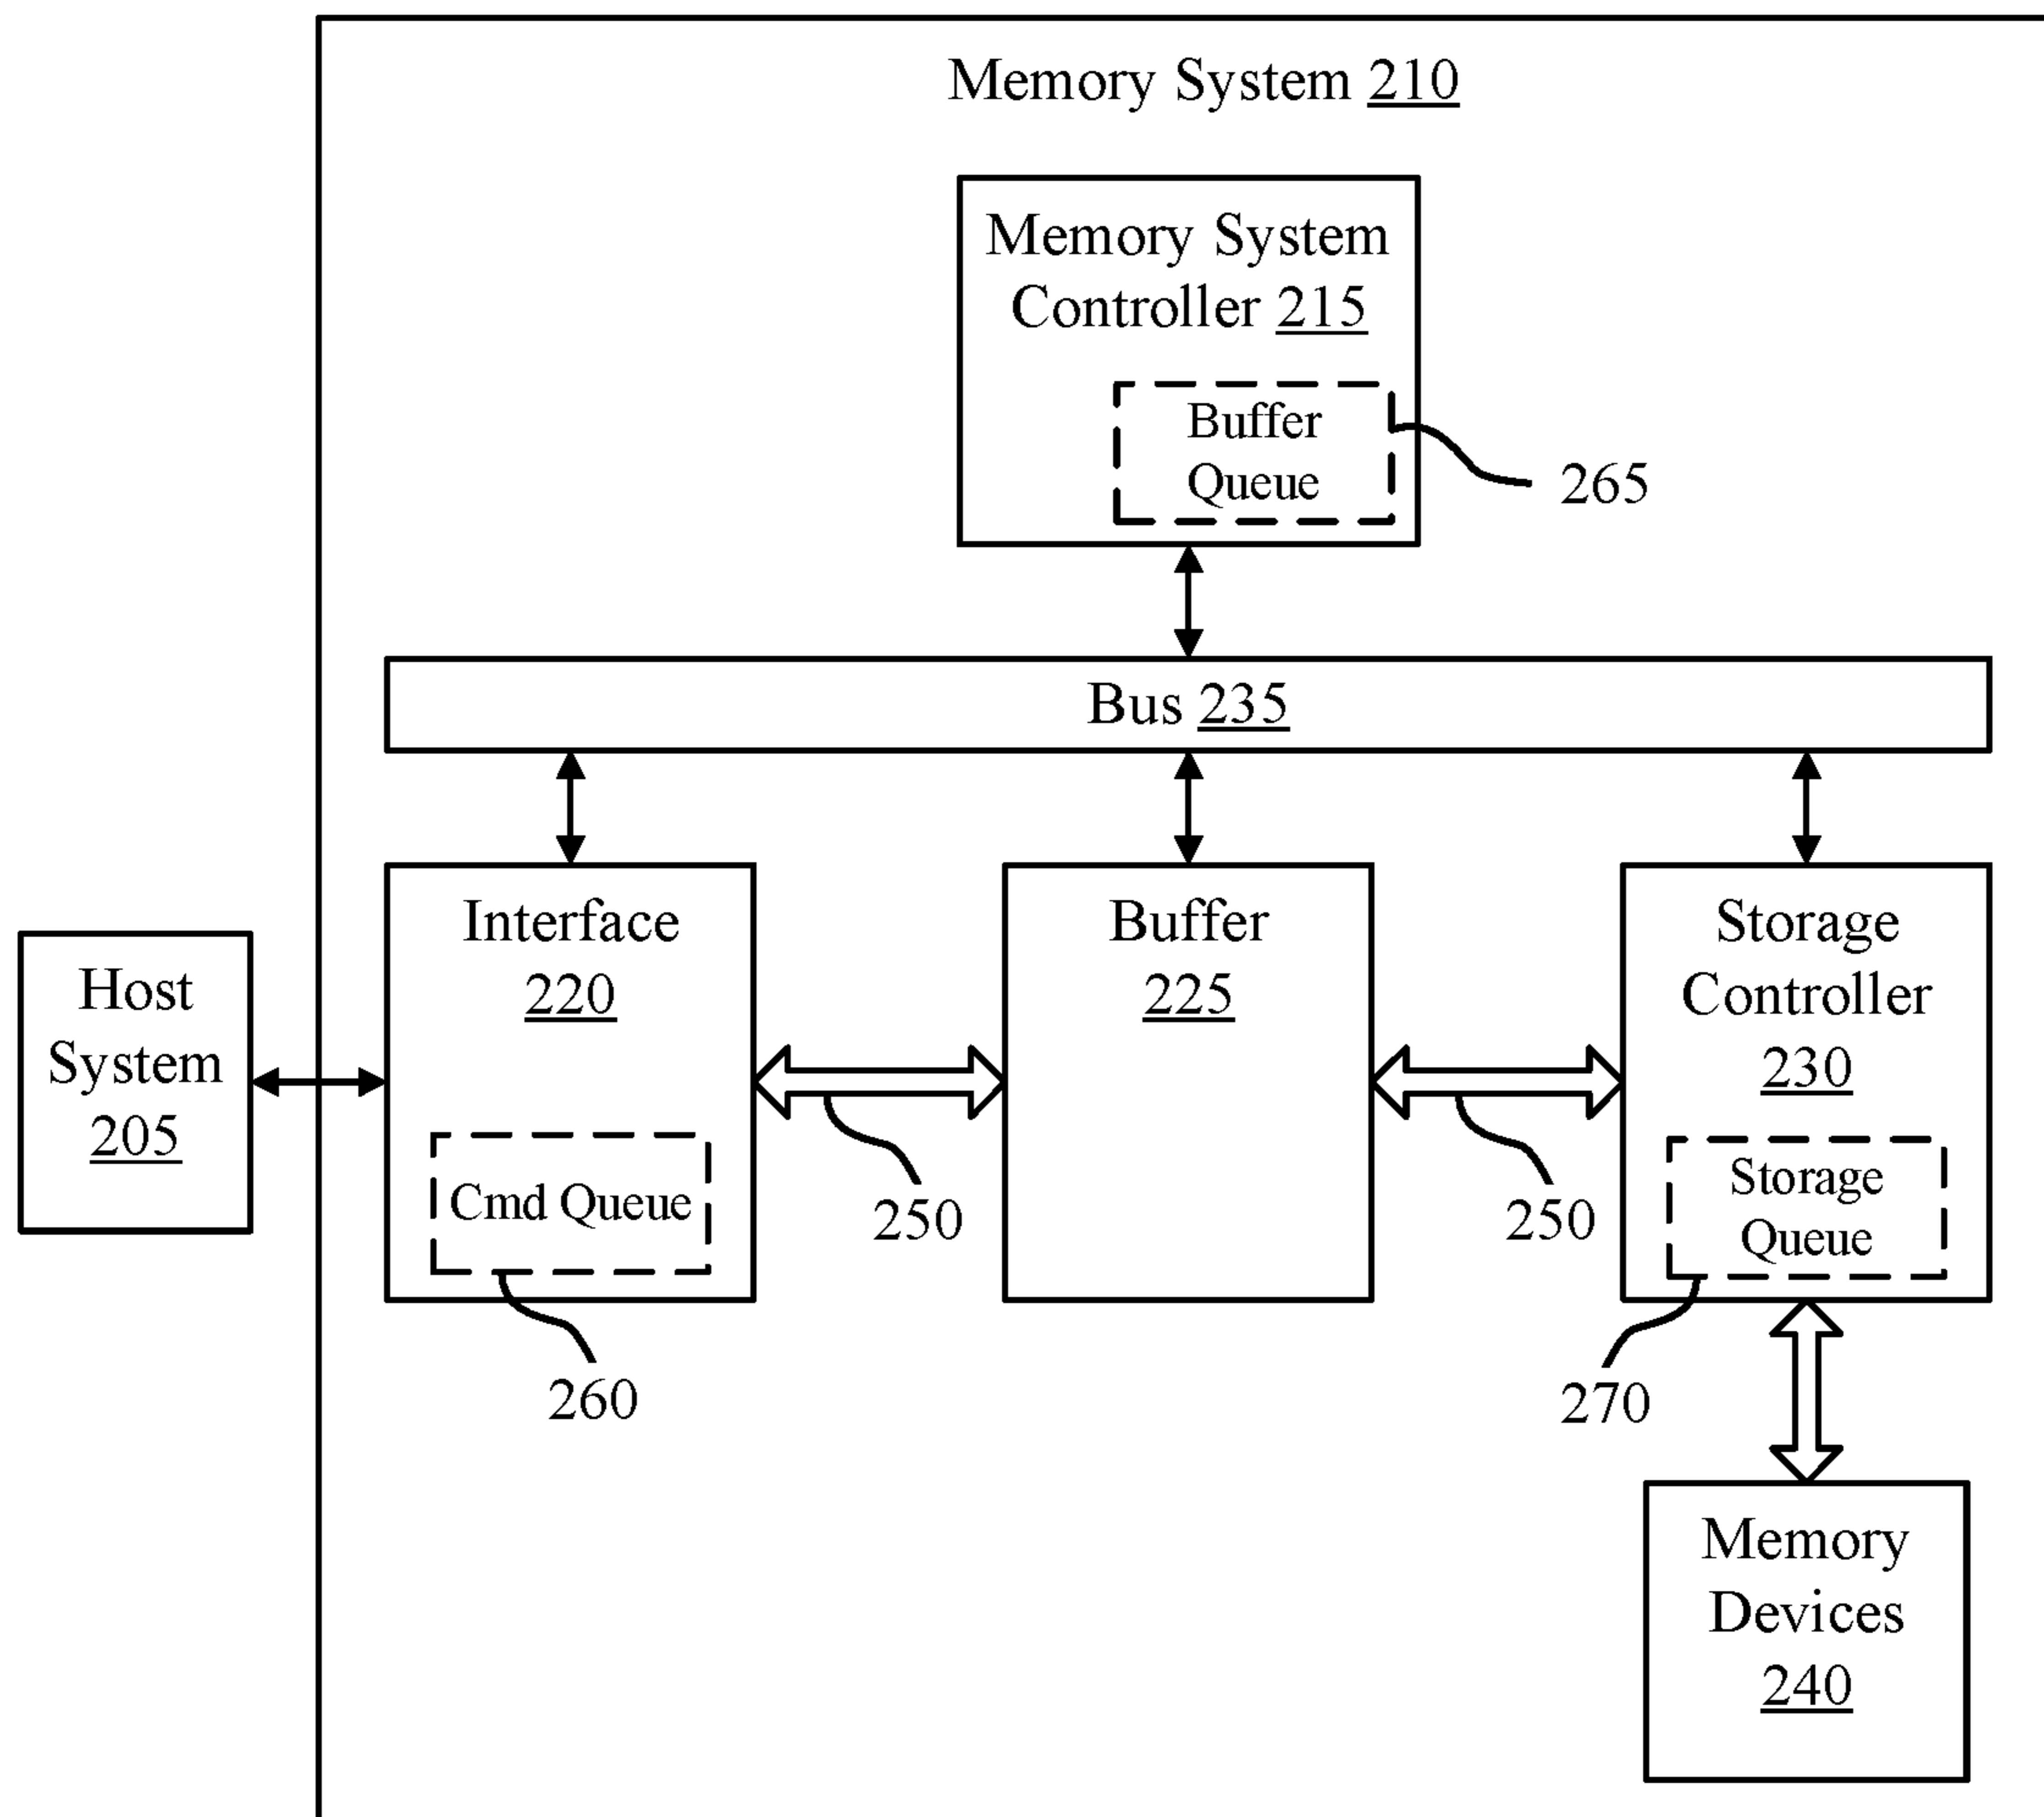 Memory System 210
Memory System
Controller 215
Buffer
Queue
265
Bus 235
Interface
220
Cmd Queue
260
Buffer
225
250
250
Storage
Controller
230
Storage
Queue
270
Host
System
205
Memory
Devices
240